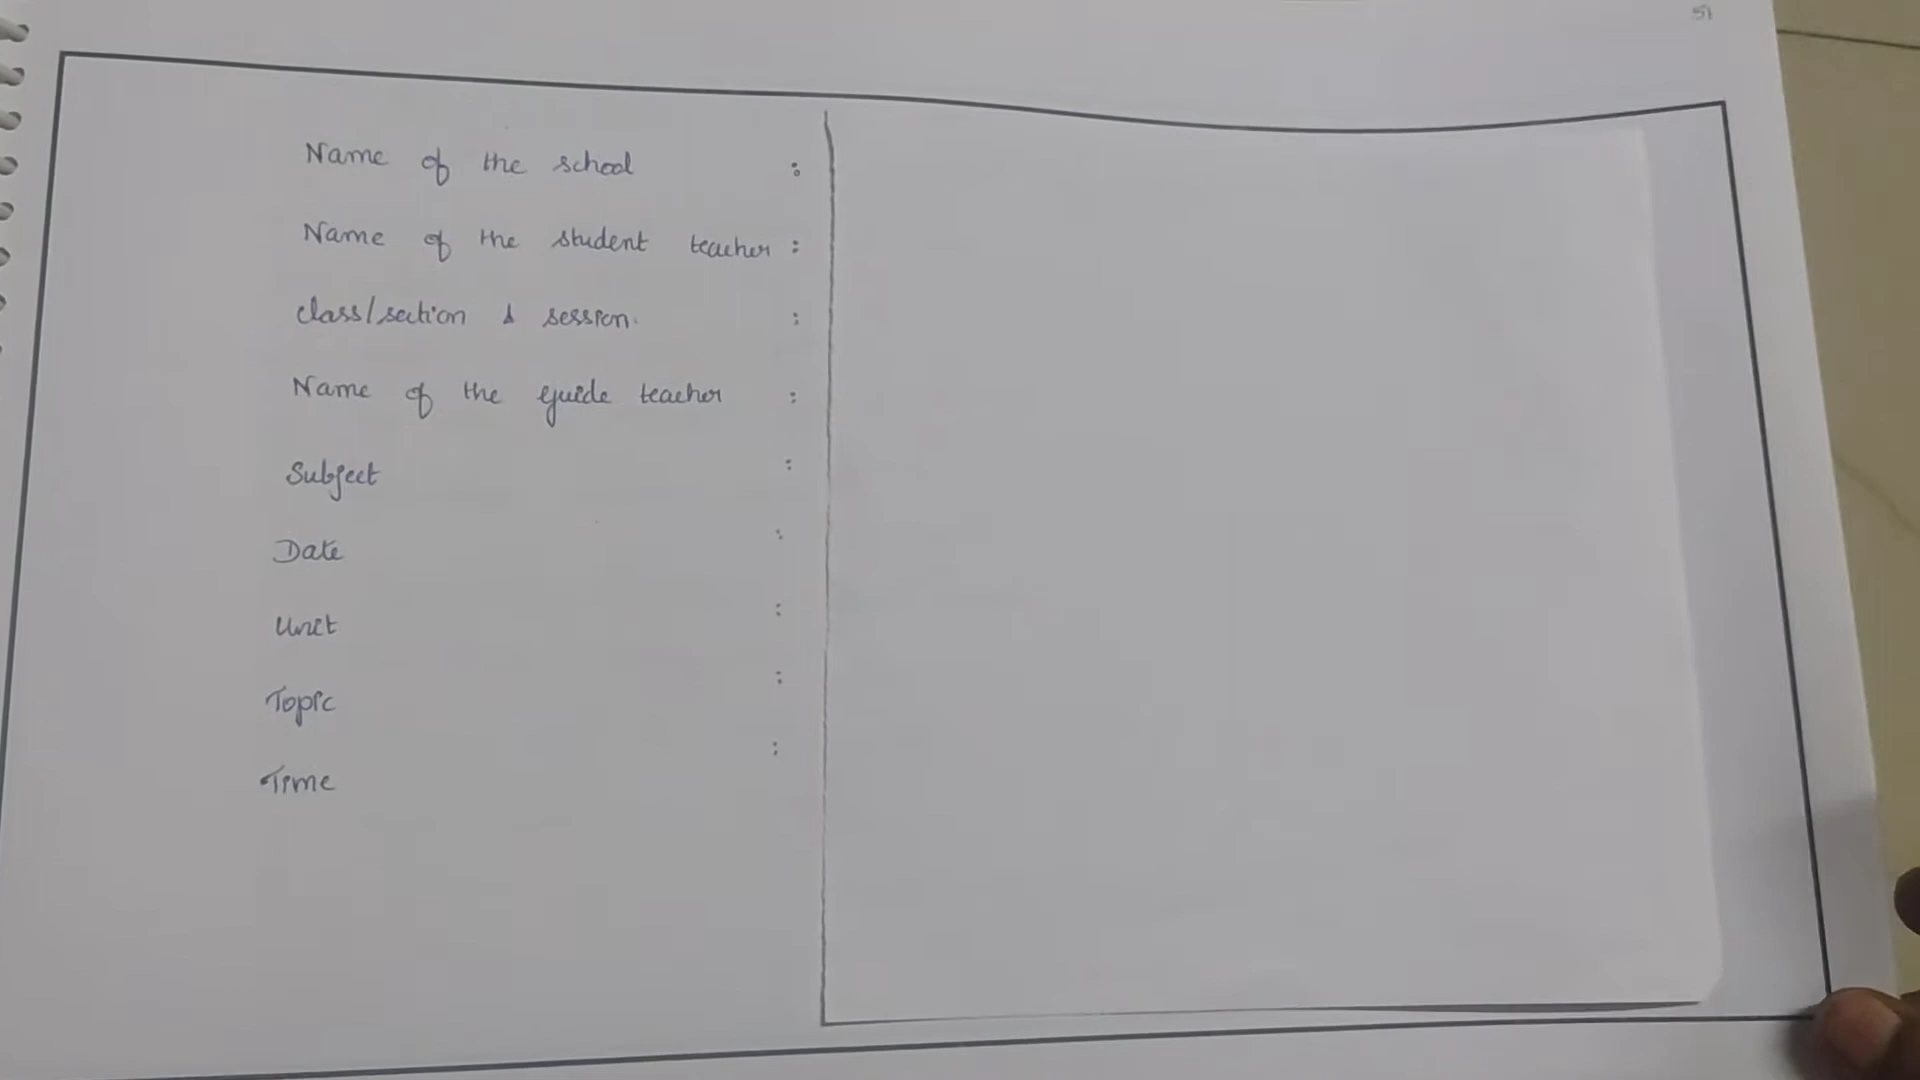 51
Name of the school :
Name of the student teacher :
class/section & session. :
Name of the guide teacher :
Subject :
Date :
Unit :
Topic :
Time :